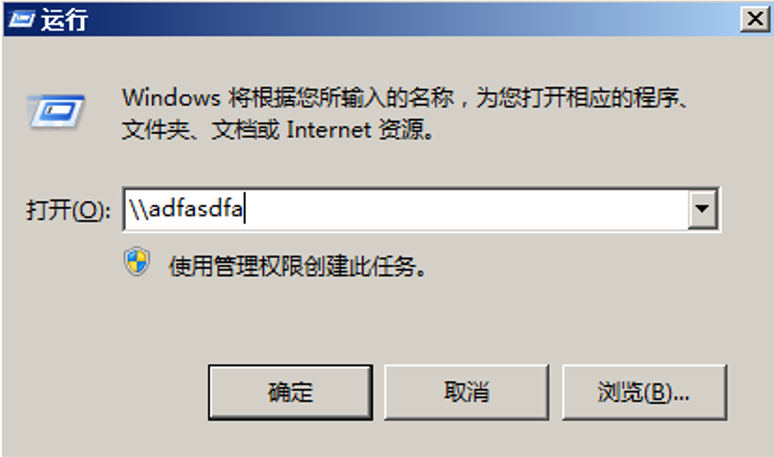 运行
Windows 将根据您所输入的名称，为您打开相应的程序、
文件夹、文档或 Internet 资源。
打开(O): \\adfasdfa
使用管理权限创建此任务。
确定 取消 浏览(B)...